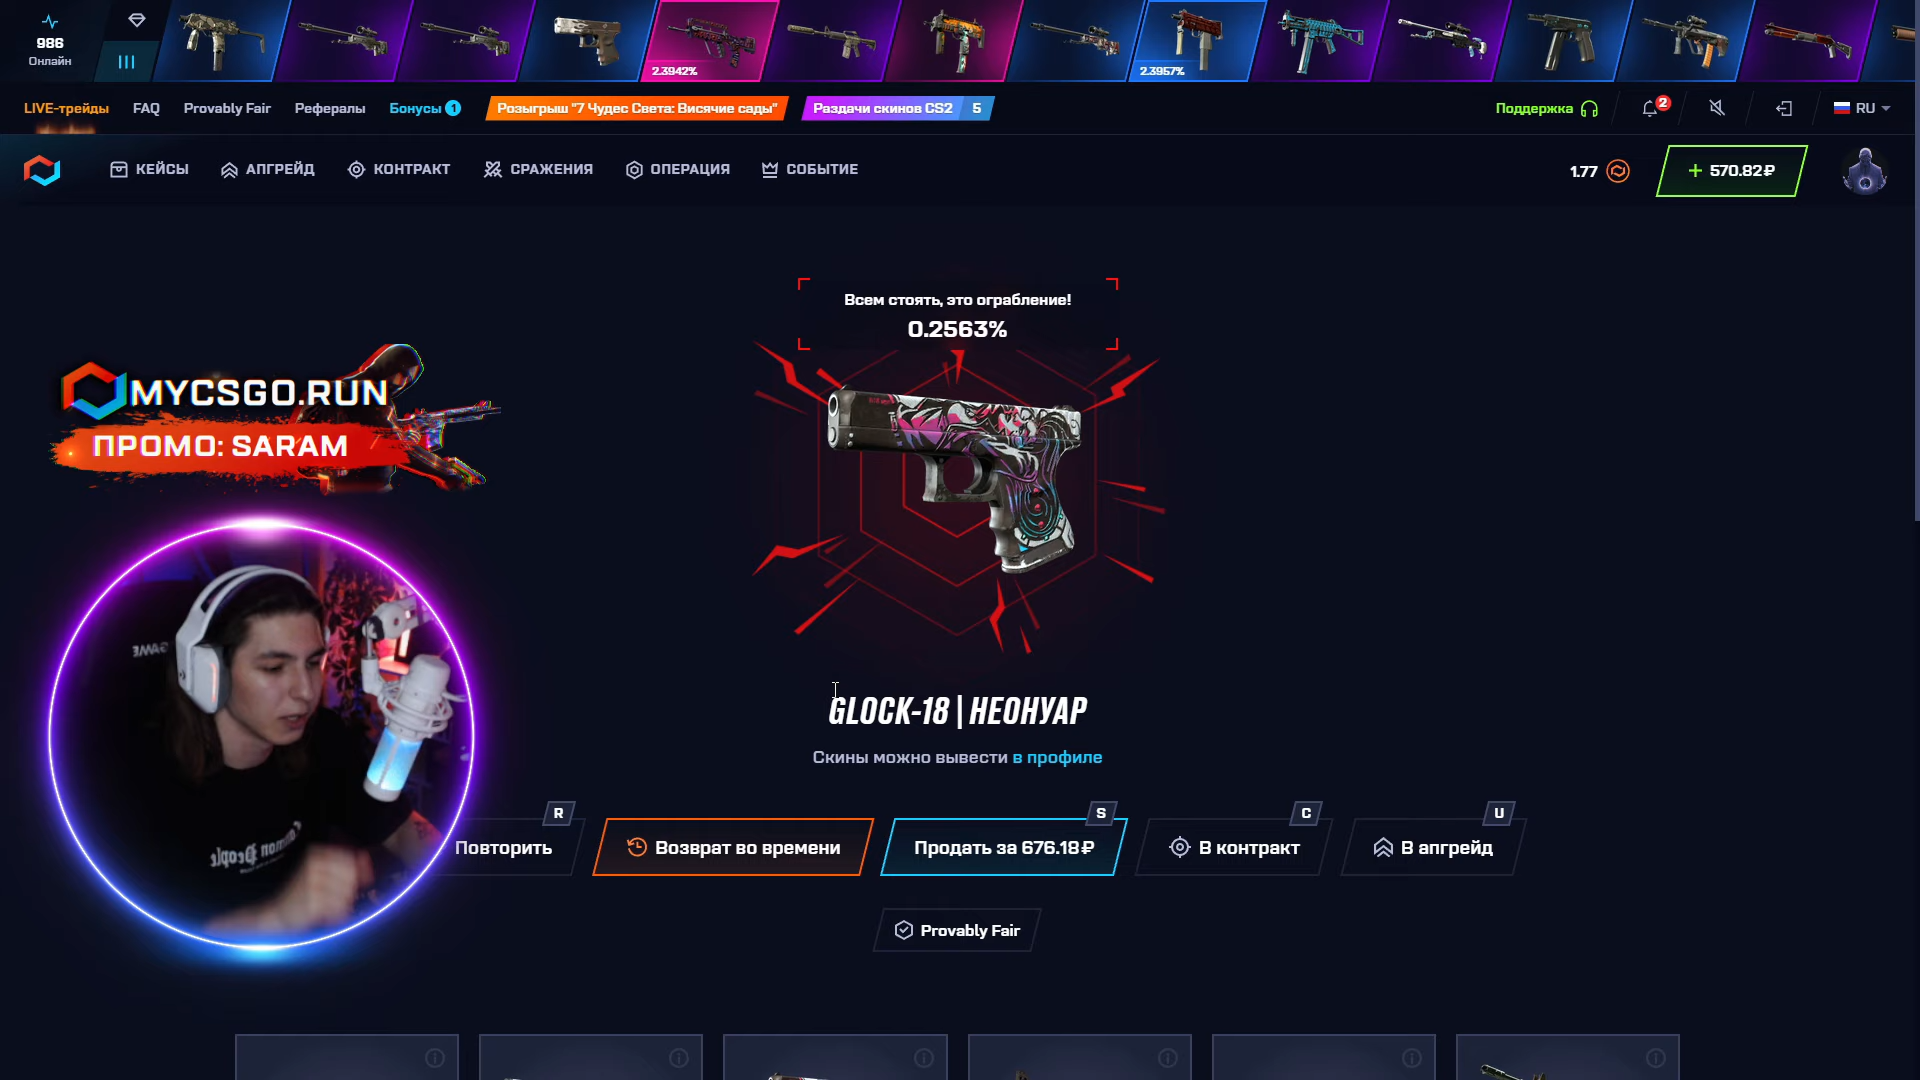 986
Онлайн
2.3942%
2.3957%
LIVE-трейды
FAQ
Provably Fair
Рефералы
Бонусы 1
Розыгрыш "7 Чудес Света: Висячие сады"
Раздачи скинов CS2 5
Поддержка
2
RU
КЕЙСЫ
АПГРЕЙД
КОНТРАКТ
СРАЖЕНИЯ
ОПЕРАЦИЯ
СОБЫТИЕ
1.77
+ 570.82₽
Всем стоять, это ограбление!
0.2563%
MYCSGO.RUN
ПРОМО: SARAM
GAME
GLOCK-18 | НЕОНУАР
Скины можно вывести в профиле
R
Повторить
Возврат во времени
S
Продать за 676.18₽
C
В контракт
U
В апгрейд
Provably Fair